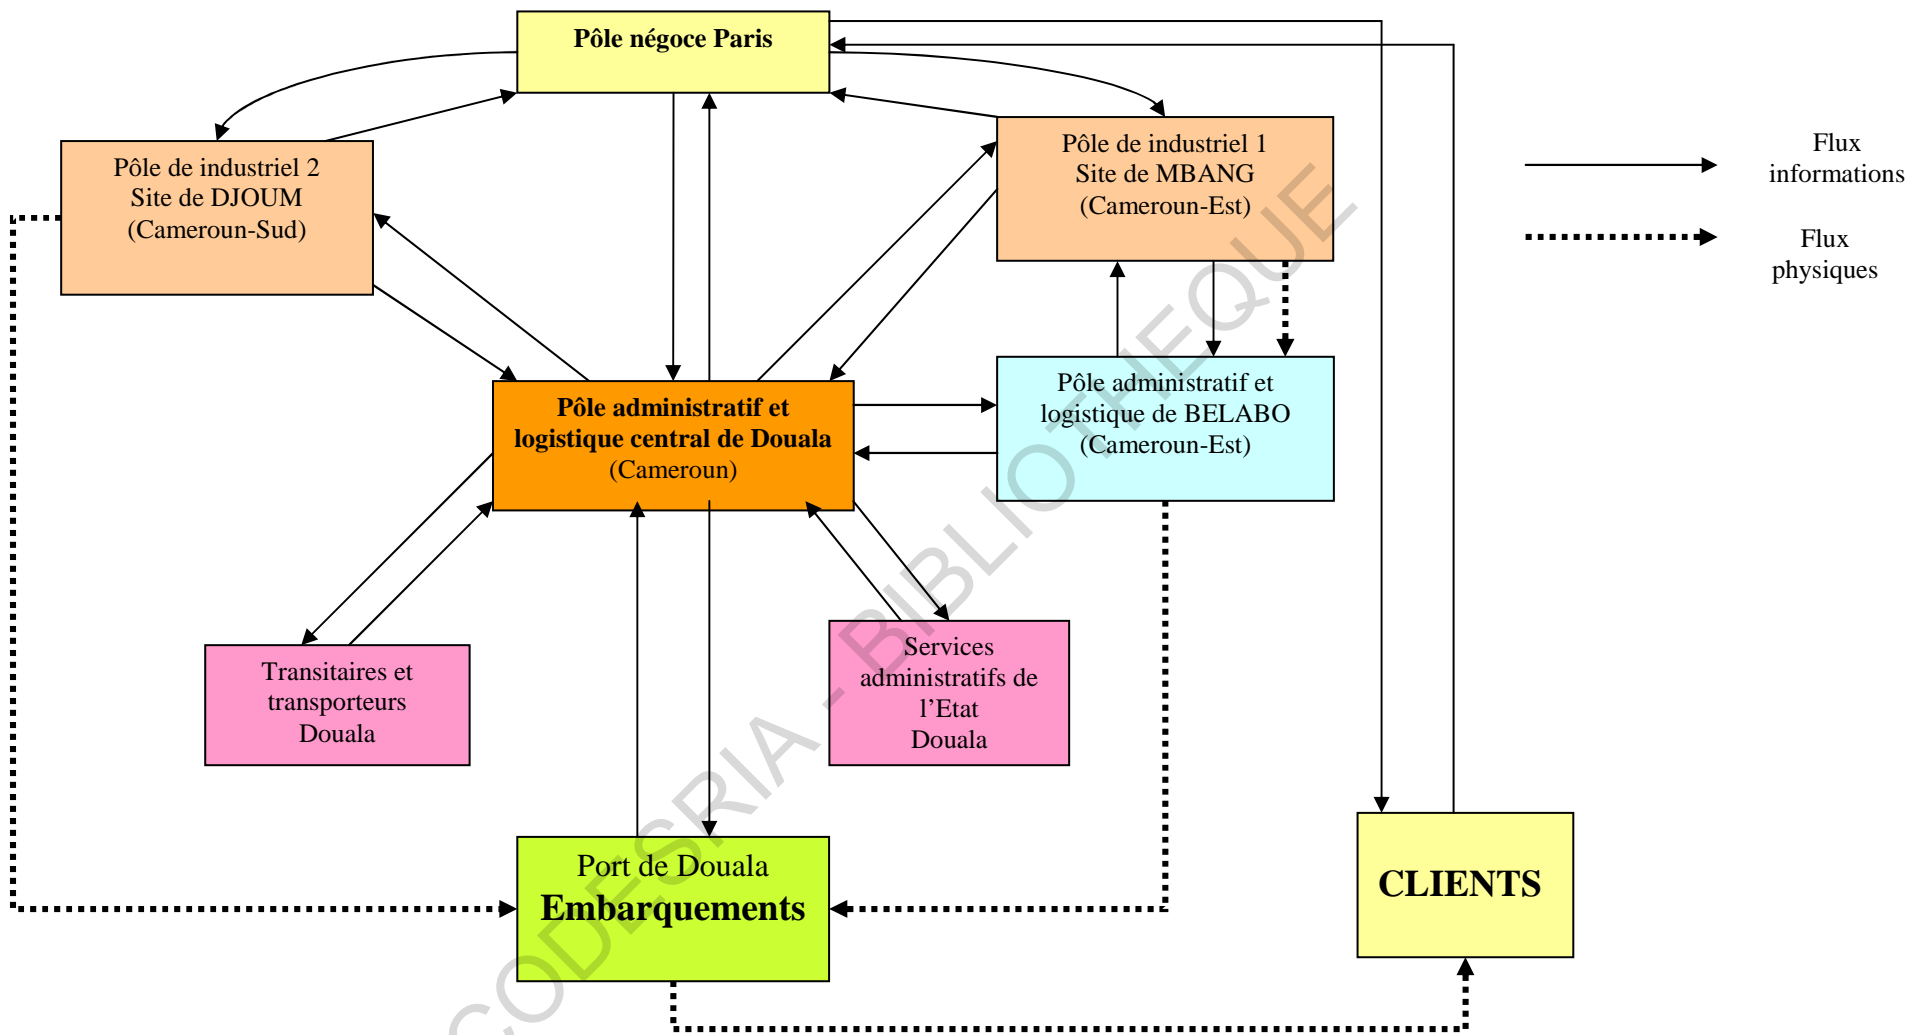 Pôle négoce Paris
Pôle de industriel 2
Site de DJOUM
(Cameroun-Sud)
Pôle de industriel 1
Site de MBANG
(Cameroun-Est)
Flux
informations
Flux
physiques
Pôle administratif et
logistique central de Douala
(Cameroun)
Pôle administratif et
logistique de BELABO
(Cameroun-Est)
Transitaires et
transporteurs
Douala
Services
administratifs de
l’Etat
Douala
Port de Douala
Embarquements
CLIENTS
CODESRIA - BIBLIOTHEQUE